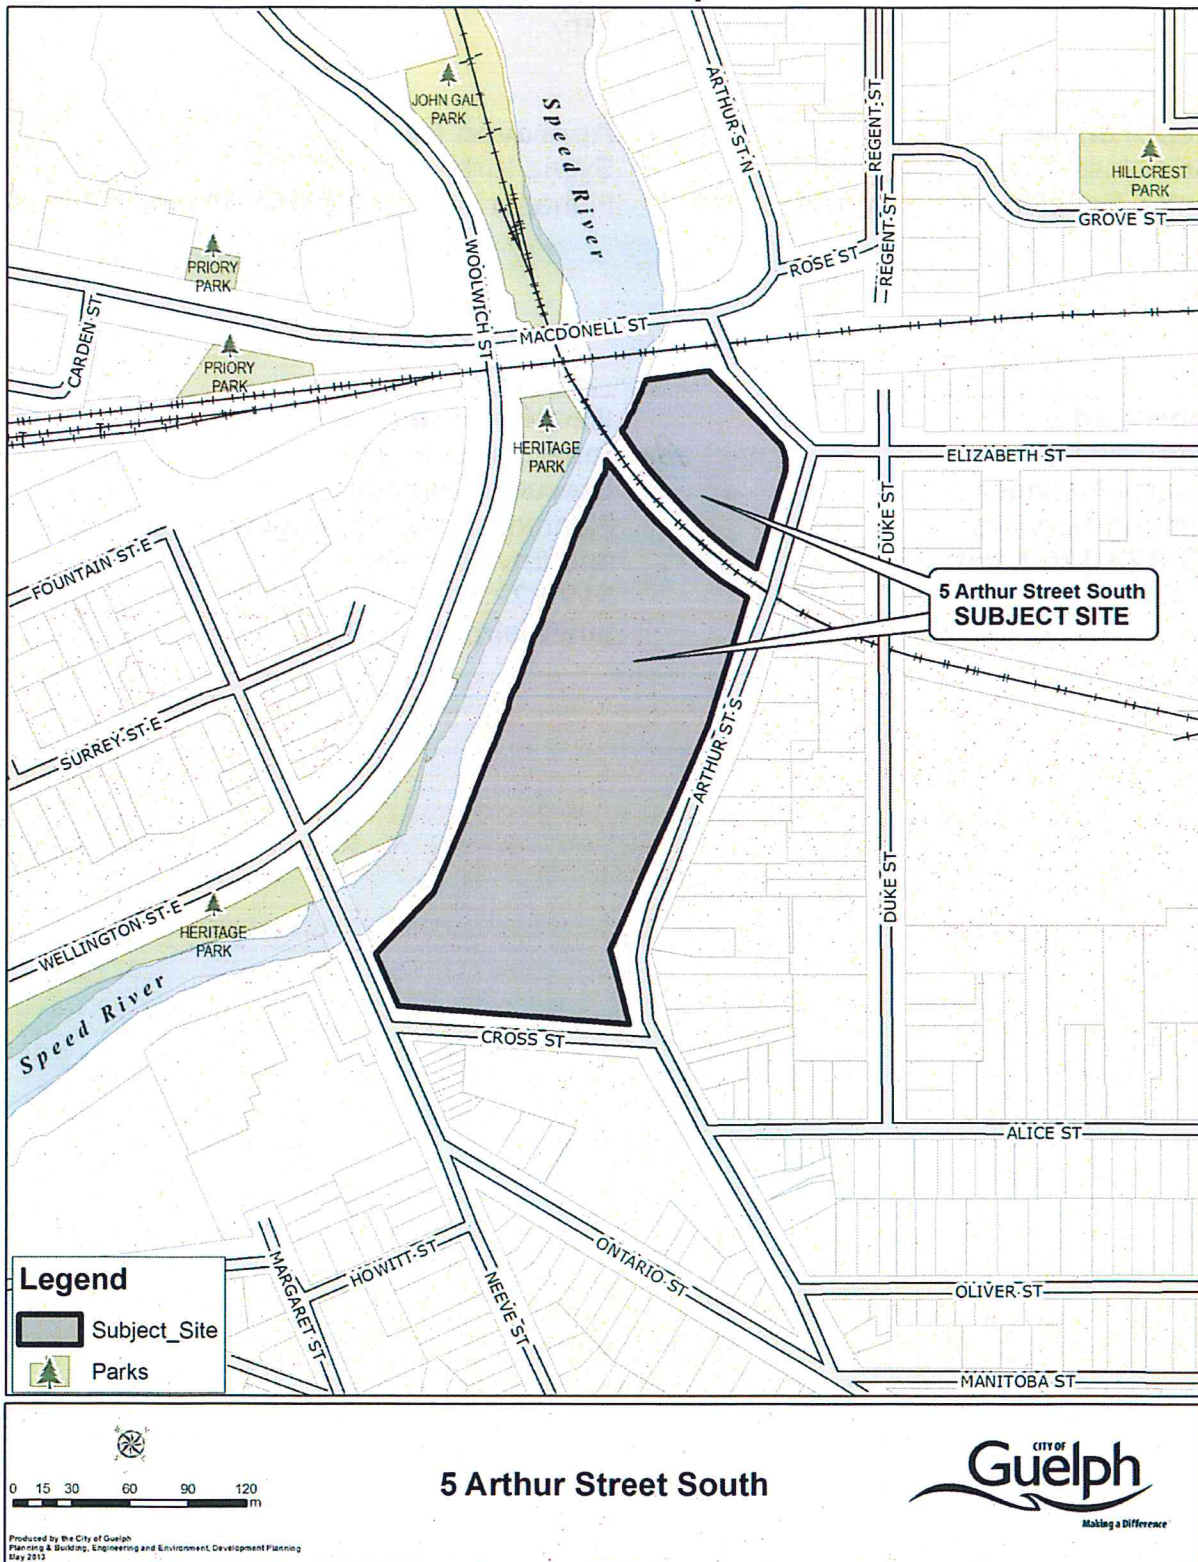 JOHN GALT
PARK
Speed River
ARTHUR ST N
REGENT ST
REGENT ST
HILLCREST
PARK
GROVE ST
ROSE ST
PRIORY
PARK
WOOLWICH ST
CARDEN ST
MACDONELL ST
PRIORY
PARK
HERITAGE
PARK
ELIZABETH ST
DUKE ST
FOUNTAIN ST E
5 Arthur Street South
SUBJECT SITE
SURREY ST E
ARTHUR ST S
DUKE ST
WELLINGTON ST E
HERITAGE
PARK
Speed River
CROSS ST
ALICE ST
HOWITT ST
MARGARET ST
NEEVE ST
ONTARIO ST
OLIVER ST
MANITOBA ST
Legend
Subject_Site
Parks
0 15 30 60 90 120
m
5 Arthur Street South
CITY OF
Guelph
Making a Difference
Produced by the City of Guelph
Planning & Building, Engineering and Environment, Development Planning
May 2013